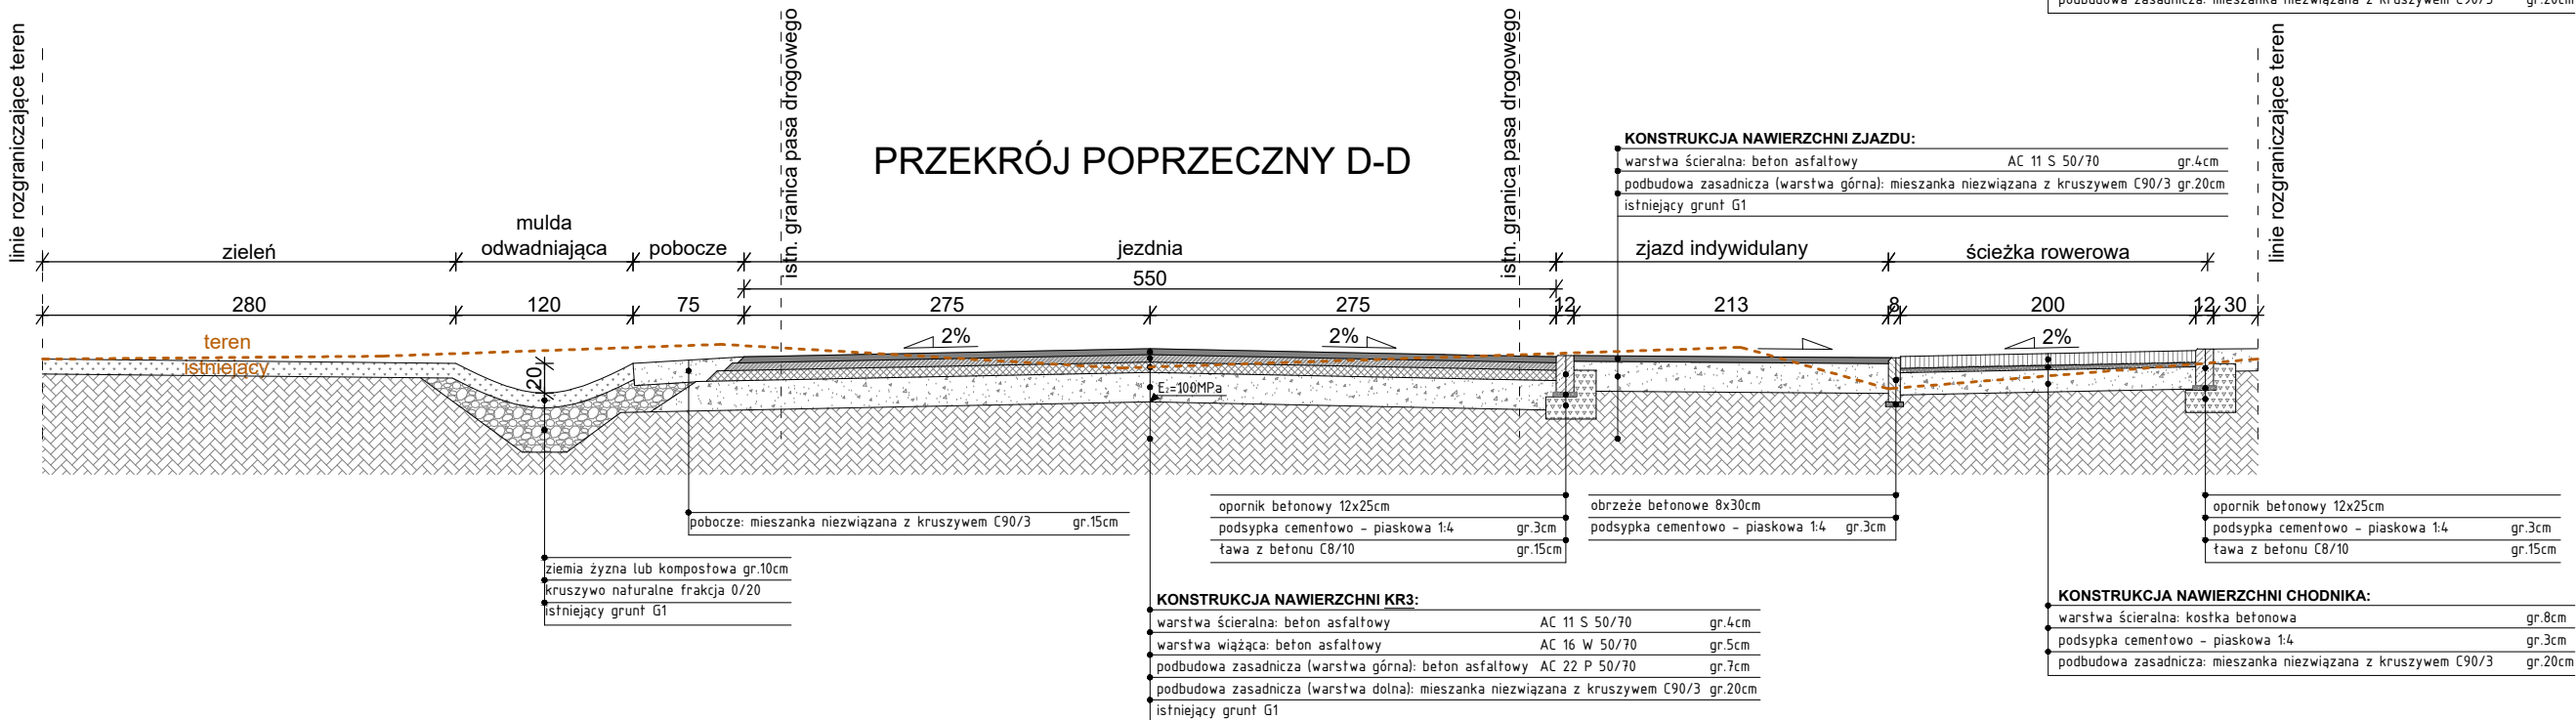 podbudowa zasadnicza: mieszanka niezwiązana z kruszywem C90/3 gr.20cm
linie rozgraniczające teren
istn. granica pasa drogowego
istn. granica pasa drogowego
linie rozgraniczające teren
PRZEKRÓJ POPRZECZNY D-D
KONSTRUKCJA NAWIERZCHNI ZJAZDU:
warstwa ścieralna: beton asfaltowy AC 11 S 50/70 gr.4cm
podbudowa zasadnicza (warstwa górna): mieszanka niezwiązana z kruszywem C90/3 gr.20cm
istniejący grunt G1
zieleń
mulda
odwadniająca
pobocze
jezdnia
zjazd indywidulany
ścieżka rowerowa
550
280 120 75 275 275 12 213 8 200 12 30
teren
istniejący
20
2%
2%
2%
E₂=100MPa
pobocze: mieszanka niezwiązana z kruszywem C90/3 gr.15cm
ziemia żyzna lub kompostowa gr.10cm
kruszywo naturalne frakcja 0/20
istniejący grunt G1
opornik betonowy 12x25cm
podsypka cementowo - piaskowa 1:4 gr.3cm
ława z betonu C8/10 gr.15cm
obrzeże betonowe 8x30cm
podsypka cementowo - piaskowa 1:4 gr.3cm
opornik betonowy 12x25cm
podsypka cementowo - piaskowa 1:4 gr.3cm
ława z betonu C8/10 gr.15cm
KONSTRUKCJA NAWIERZCHNI KR3:
warstwa ścieralna: beton asfaltowy AC 11 S 50/70 gr.4cm
warstwa wiążąca: beton asfaltowy AC 16 W 50/70 gr.5cm
podbudowa zasadnicza (warstwa górna): beton asfaltowy AC 22 P 50/70 gr.7cm
podbudowa zasadnicza (warstwa dolna): mieszanka niezwiązana z kruszywem C90/3 gr.20cm
istniejący grunt G1
KONSTRUKCJA NAWIERZCHNI CHODNIKA:
warstwa ścieralna: kostka betonowa gr.8cm
podsypka cementowo - piaskowa 1:4 gr.3cm
podbudowa zasadnicza: mieszanka niezwiązana z kruszywem C90/3 gr.20cm